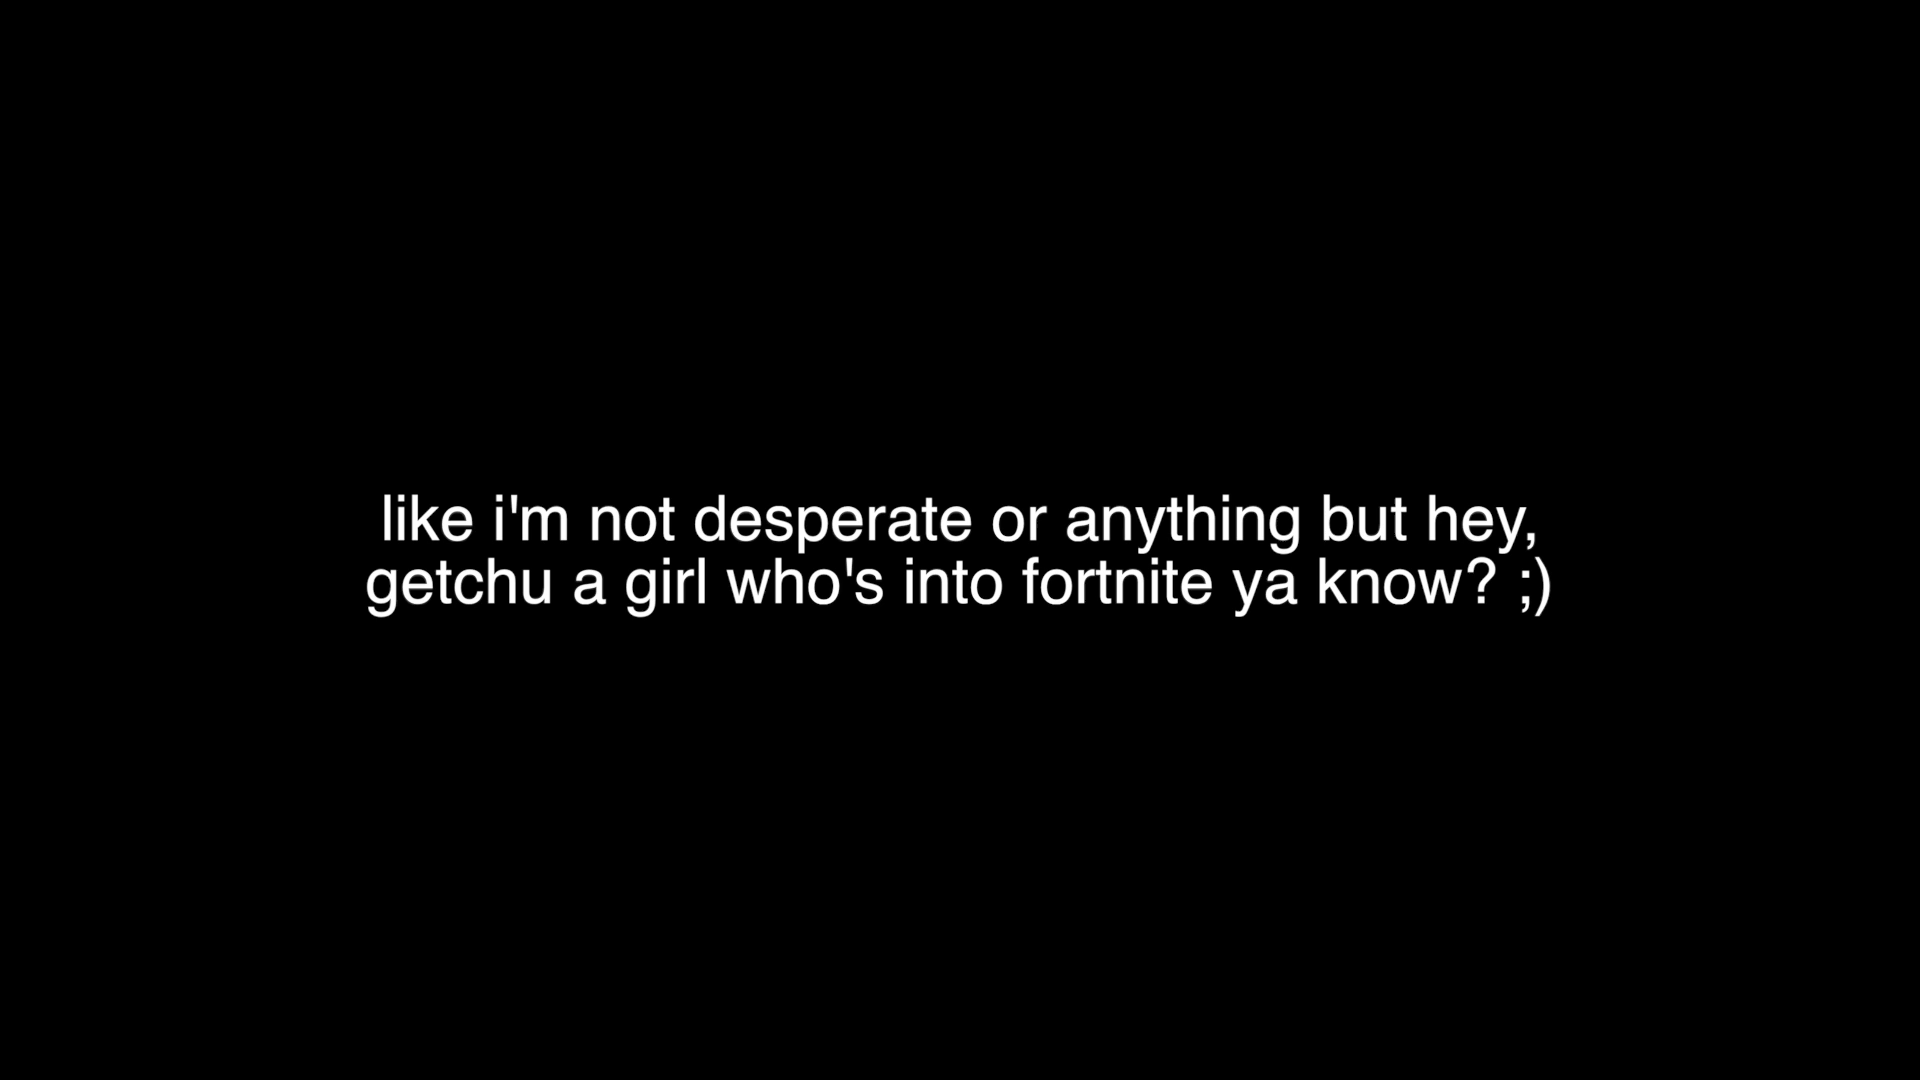 like i'm not desperate or anything but hey,
getchu a girl who's into fortnite ya know? ;)